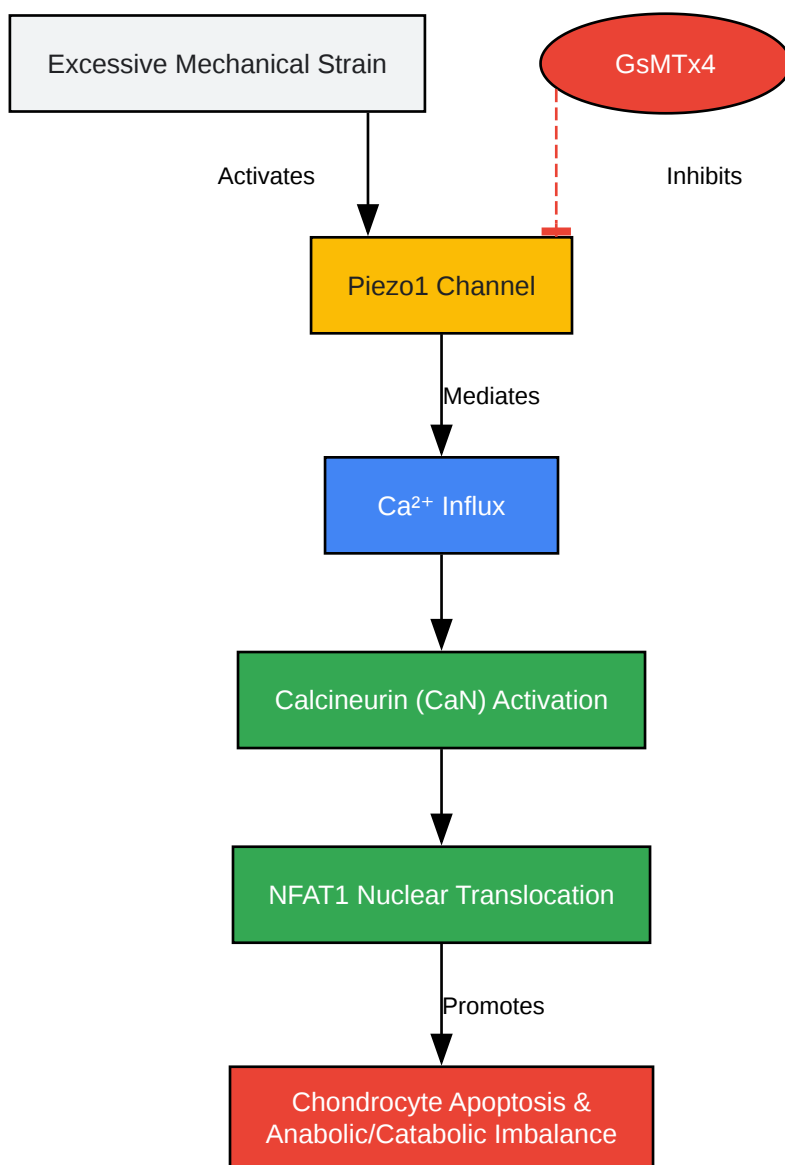 Excessive Mechanical Strain
GsMTx4
Activates
Inhibits
Piezo1 Channel
Mediates
Ca²⁺ Influx
Calcineurin (CaN) Activation
NFAT1 Nuclear Translocation
Promotes
Chondrocyte Apoptosis &
Anabolic/Catabolic Imbalance